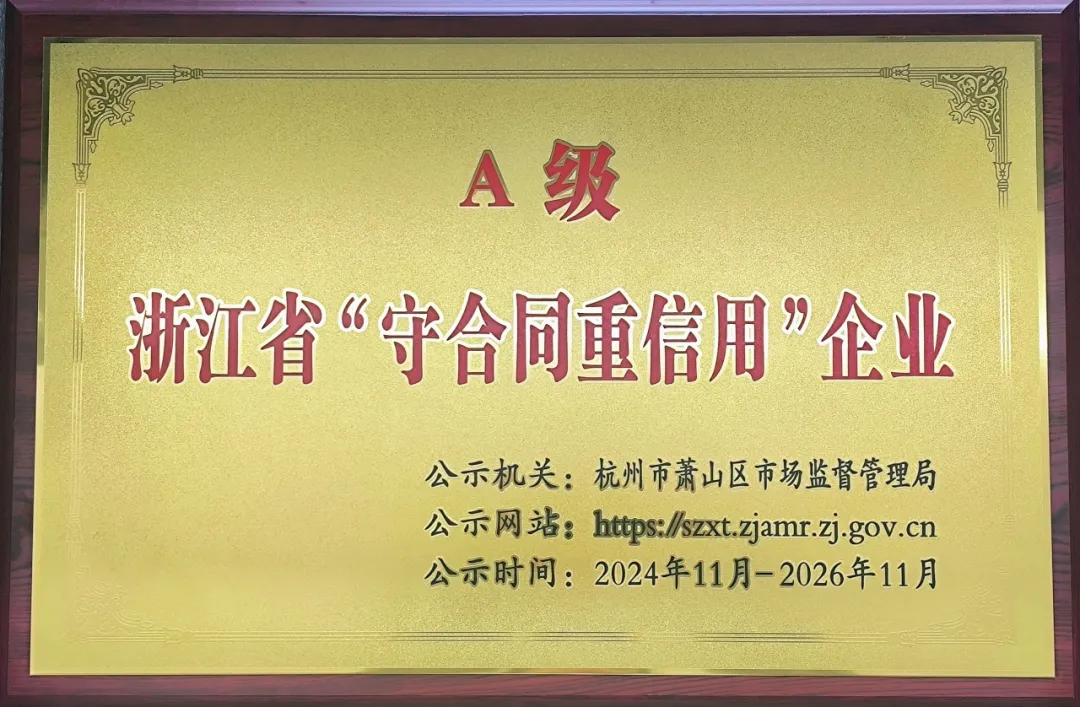 A 级
浙江省“守合同重信用”企业
公示机关：杭州市萧山区市场监督管理局
公示网站：https://szxt.zjamr.zj.gov.cn
公示时间：2024年11月－2026年11月